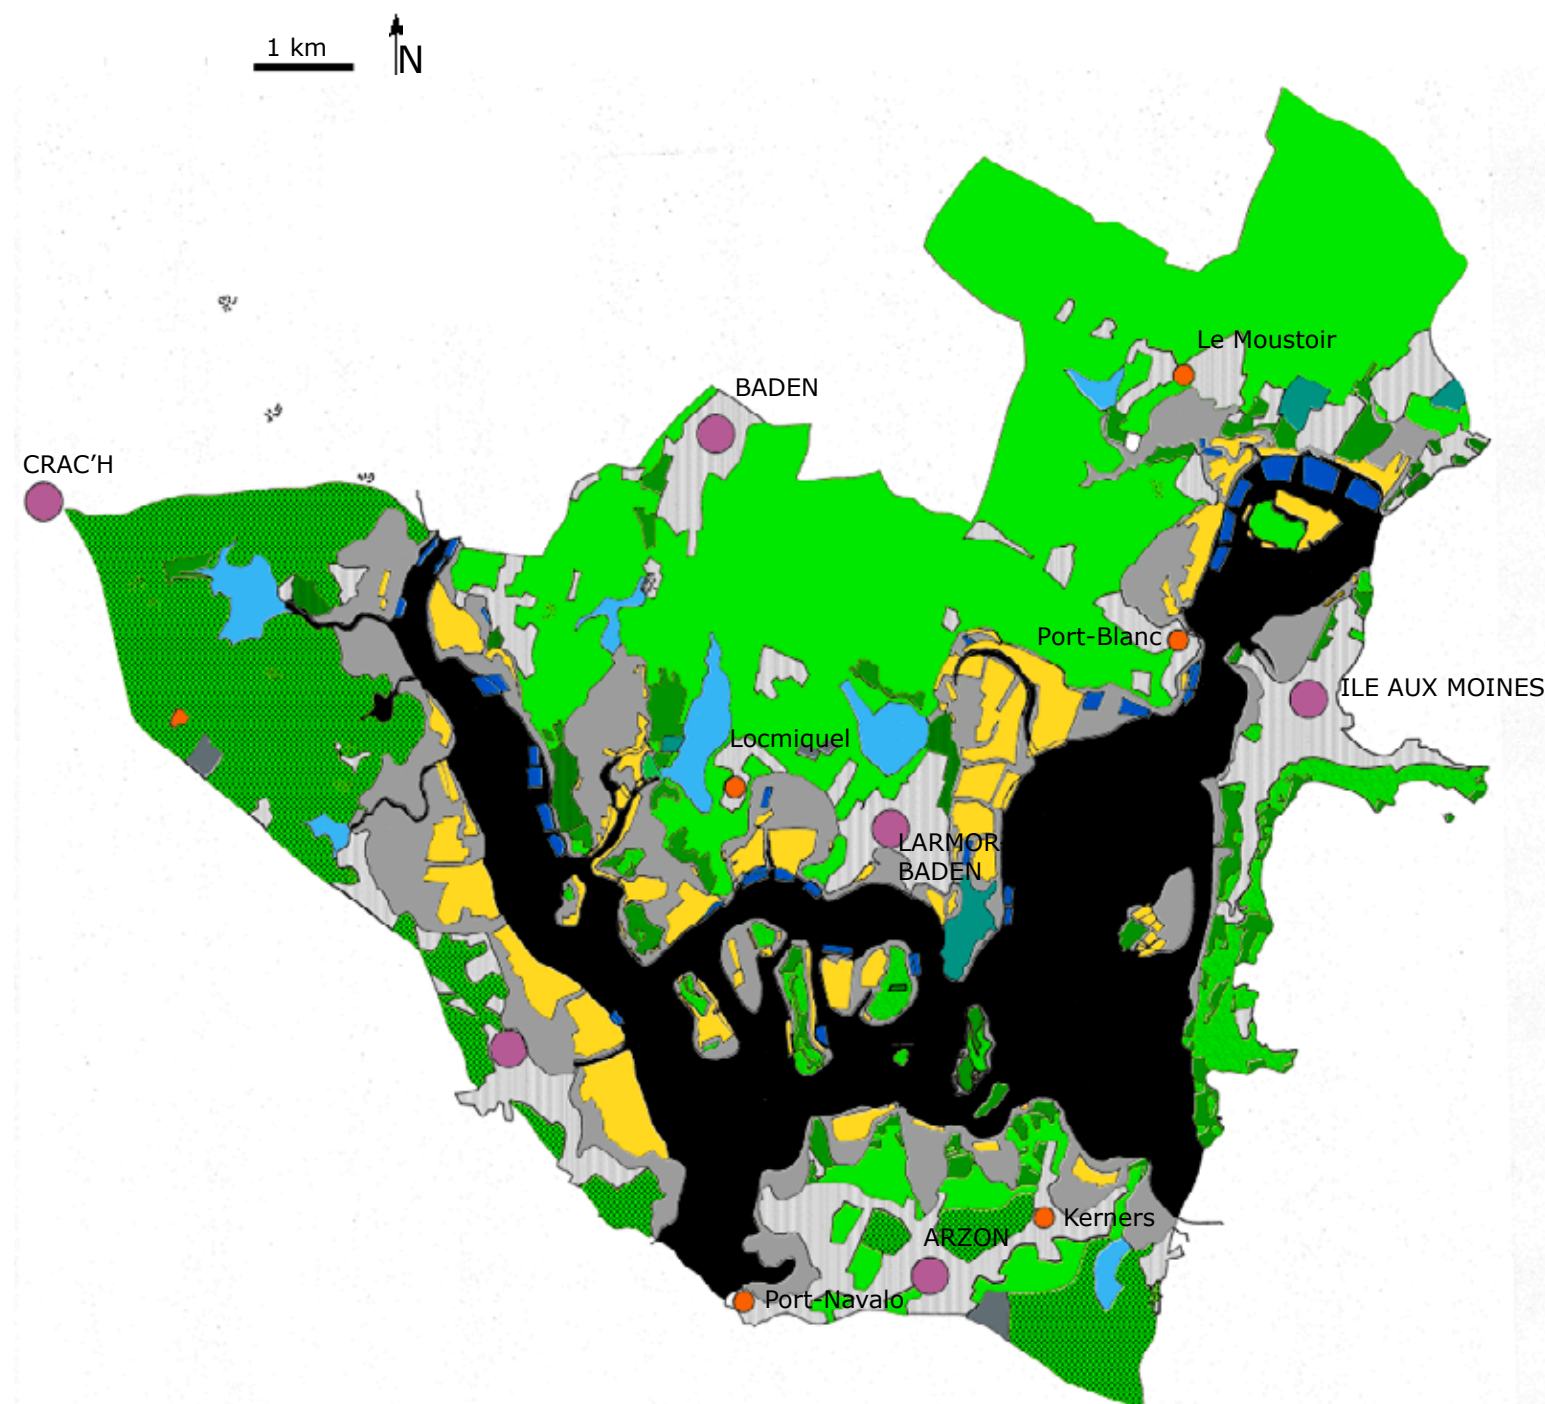 1 km
N
Le Moustoir
BADEN
CRAC'H
Port-Blanc
ILE AUX MOINES
Locmiquel
LARMOR
BADEN
Kerners
ARZON
Port-Navalo